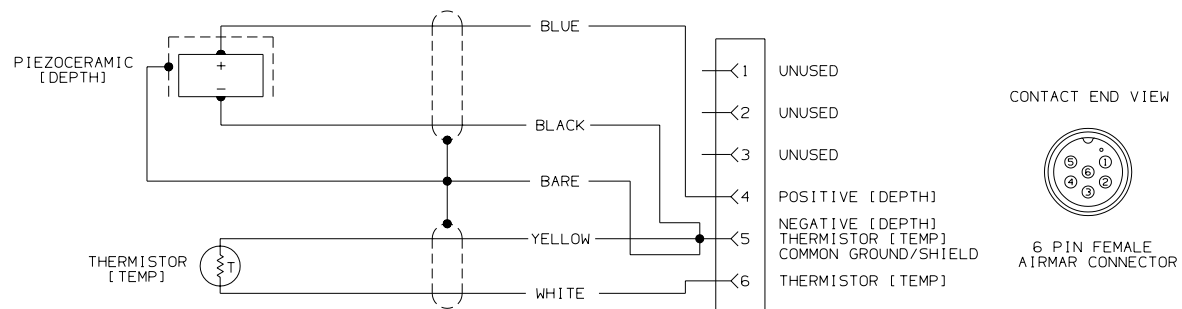 BLUE
PIEZOCERAMIC
[DEPTH]
+
−
1 UNUSED
CONTACT END VIEW
2 UNUSED
BLACK
3 UNUSED
BARE
4 POSITIVE [DEPTH]
NEGATIVE [DEPTH]
YELLOW
5 THERMISTOR [TEMP]
COMMON GROUND/SHIELD
THERMISTOR
[TEMP]
T
6 THERMISTOR [TEMP]
WHITE
5 1
6
4 2
3
6 PIN FEMALE
AIRMAR CONNECTOR